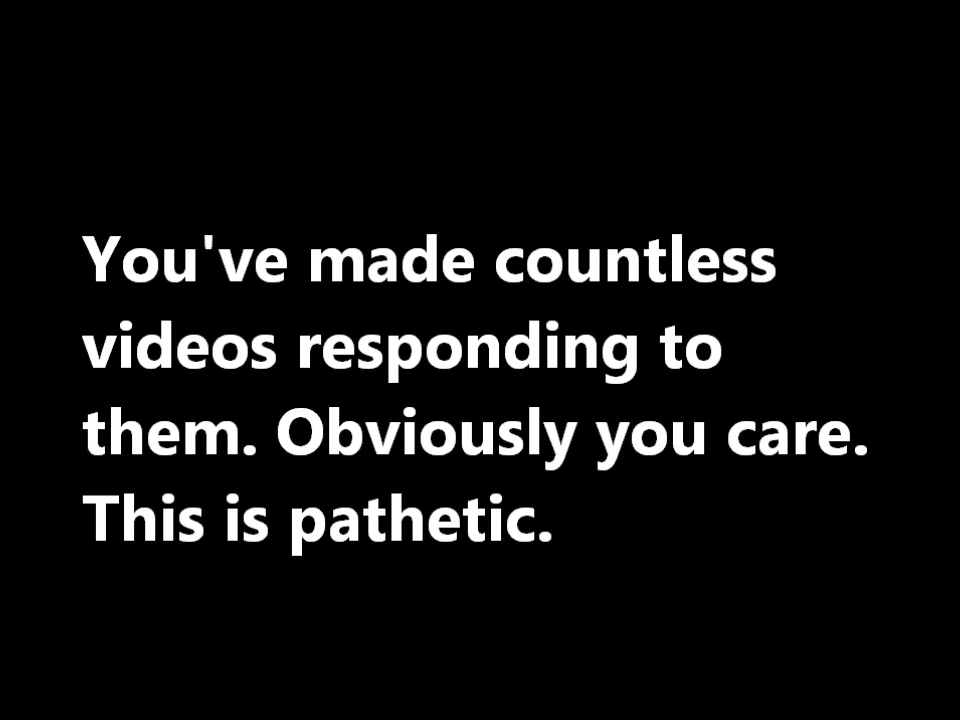 You've made countless
videos responding to
them. Obviously you care.
This is pathetic.